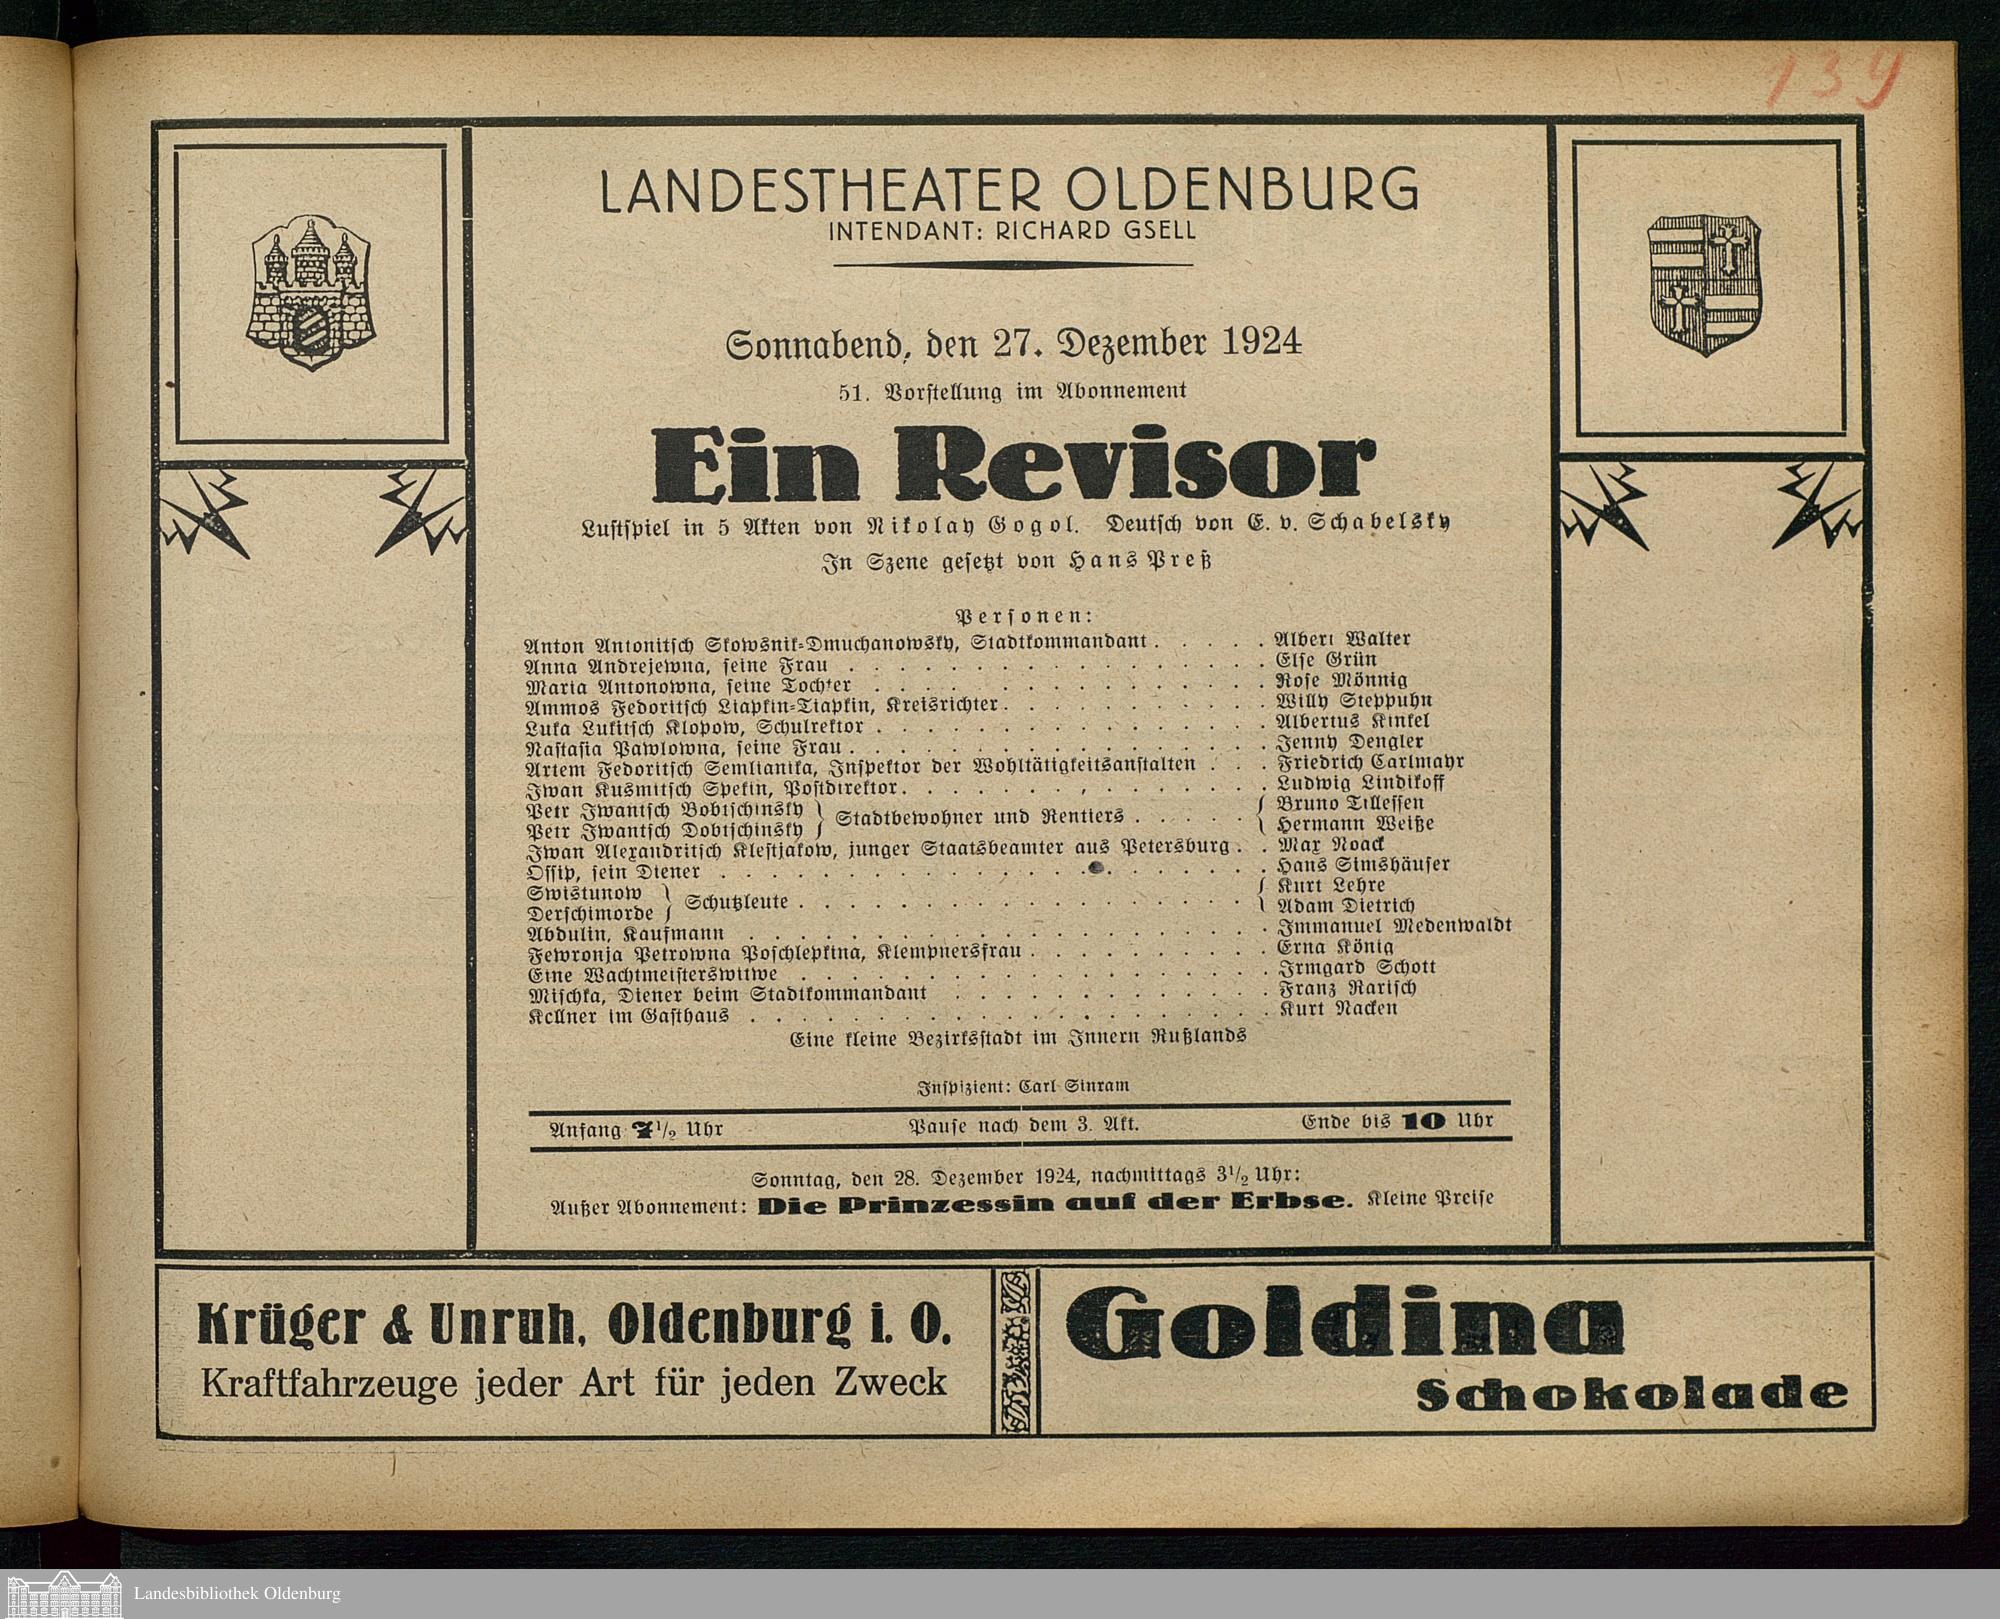 139
LANDESTHEATER OLDENBURG
INTENDANT: RICHARD GSELL
Sonnabend, den 27. Dezember 1924
51. Vorstellung im Abonnement
Ein Revisor
Lustspiel in 5 Akten von Nikolay Gogol. Deutsch von E. v. Schabelsky
In Szene gesetzt von Hans Preß
Personen:
Anton Antonitsch Skowsnik-Dmuchanowsky, Stadtkommandant . . . . . Albert Walter
Anna Andrejewna, seine Frau . . . . . Else Grün
Maria Antonowna, seine Tochter . . . . . Rose Mönnig
Ammos Fedoritsch Liapkin-Tiapkin, Kreisrichter . . . . . Willy Steppuhn
Luka Lukitsch Klopow, Schulrektor . . . . . Albertus Kinkel
Nastasia Pawlowna, seine Frau . . . . . Jenny Dengler
Artem Fedoritsch Semlianika, Inspektor der Wohltätigkeitsanstalten . . . Friedrich Carlmayr
Iwan Kusmitsch Spekin, Postdirektor . . . . . Ludwig Lindikoff
Petr Iwantsch Bobtschinsky } Stadtbewohner und Rentiers . . . . . { Bruno Tillessen
Petr Iwantsch Dobtschinsky } { Hermann Weiße
Iwan Alexandritsch Klestjakow, junger Staatsbeamter aus Petersburg . . Max Noack
Ossip, sein Diener . . . . . Hans Simshäuser
Swistunow } Schutzleute . . . . . { Kurt Lehre
Derschimorde } { Adam Dietrich
Abdulin, Kaufmann . . . . . Immanuel Medenwaldt
Fewronja Petrowna Poschlepkina, Klempnersfrau . . . . . Erna König
Eine Wachtmeisterswitwe . . . . . Irmgard Schott
Mischka, Diener beim Stadtkommandant . . . . . Franz Rarisch
Kellner im Gasthaus . . . . . Kurt Nacken
Eine kleine Bezirksstadt im Innern Rußlands
Inspizient: Carl Sinram
Anfang 7 1/2 Uhr Pause nach dem 3. Akt. Ende bis 10 Uhr
Sonntag, den 28. Dezember 1924, nachmittags 3 1/2 Uhr:
Außer Abonnement: Die Prinzessin auf der Erbse. Kleine Preise
Krüger & Unruh, Oldenburg i. O.
Kraftfahrzeuge jeder Art für jeden Zweck
Goldina
Schokolade
Landesbibliothek Oldenburg